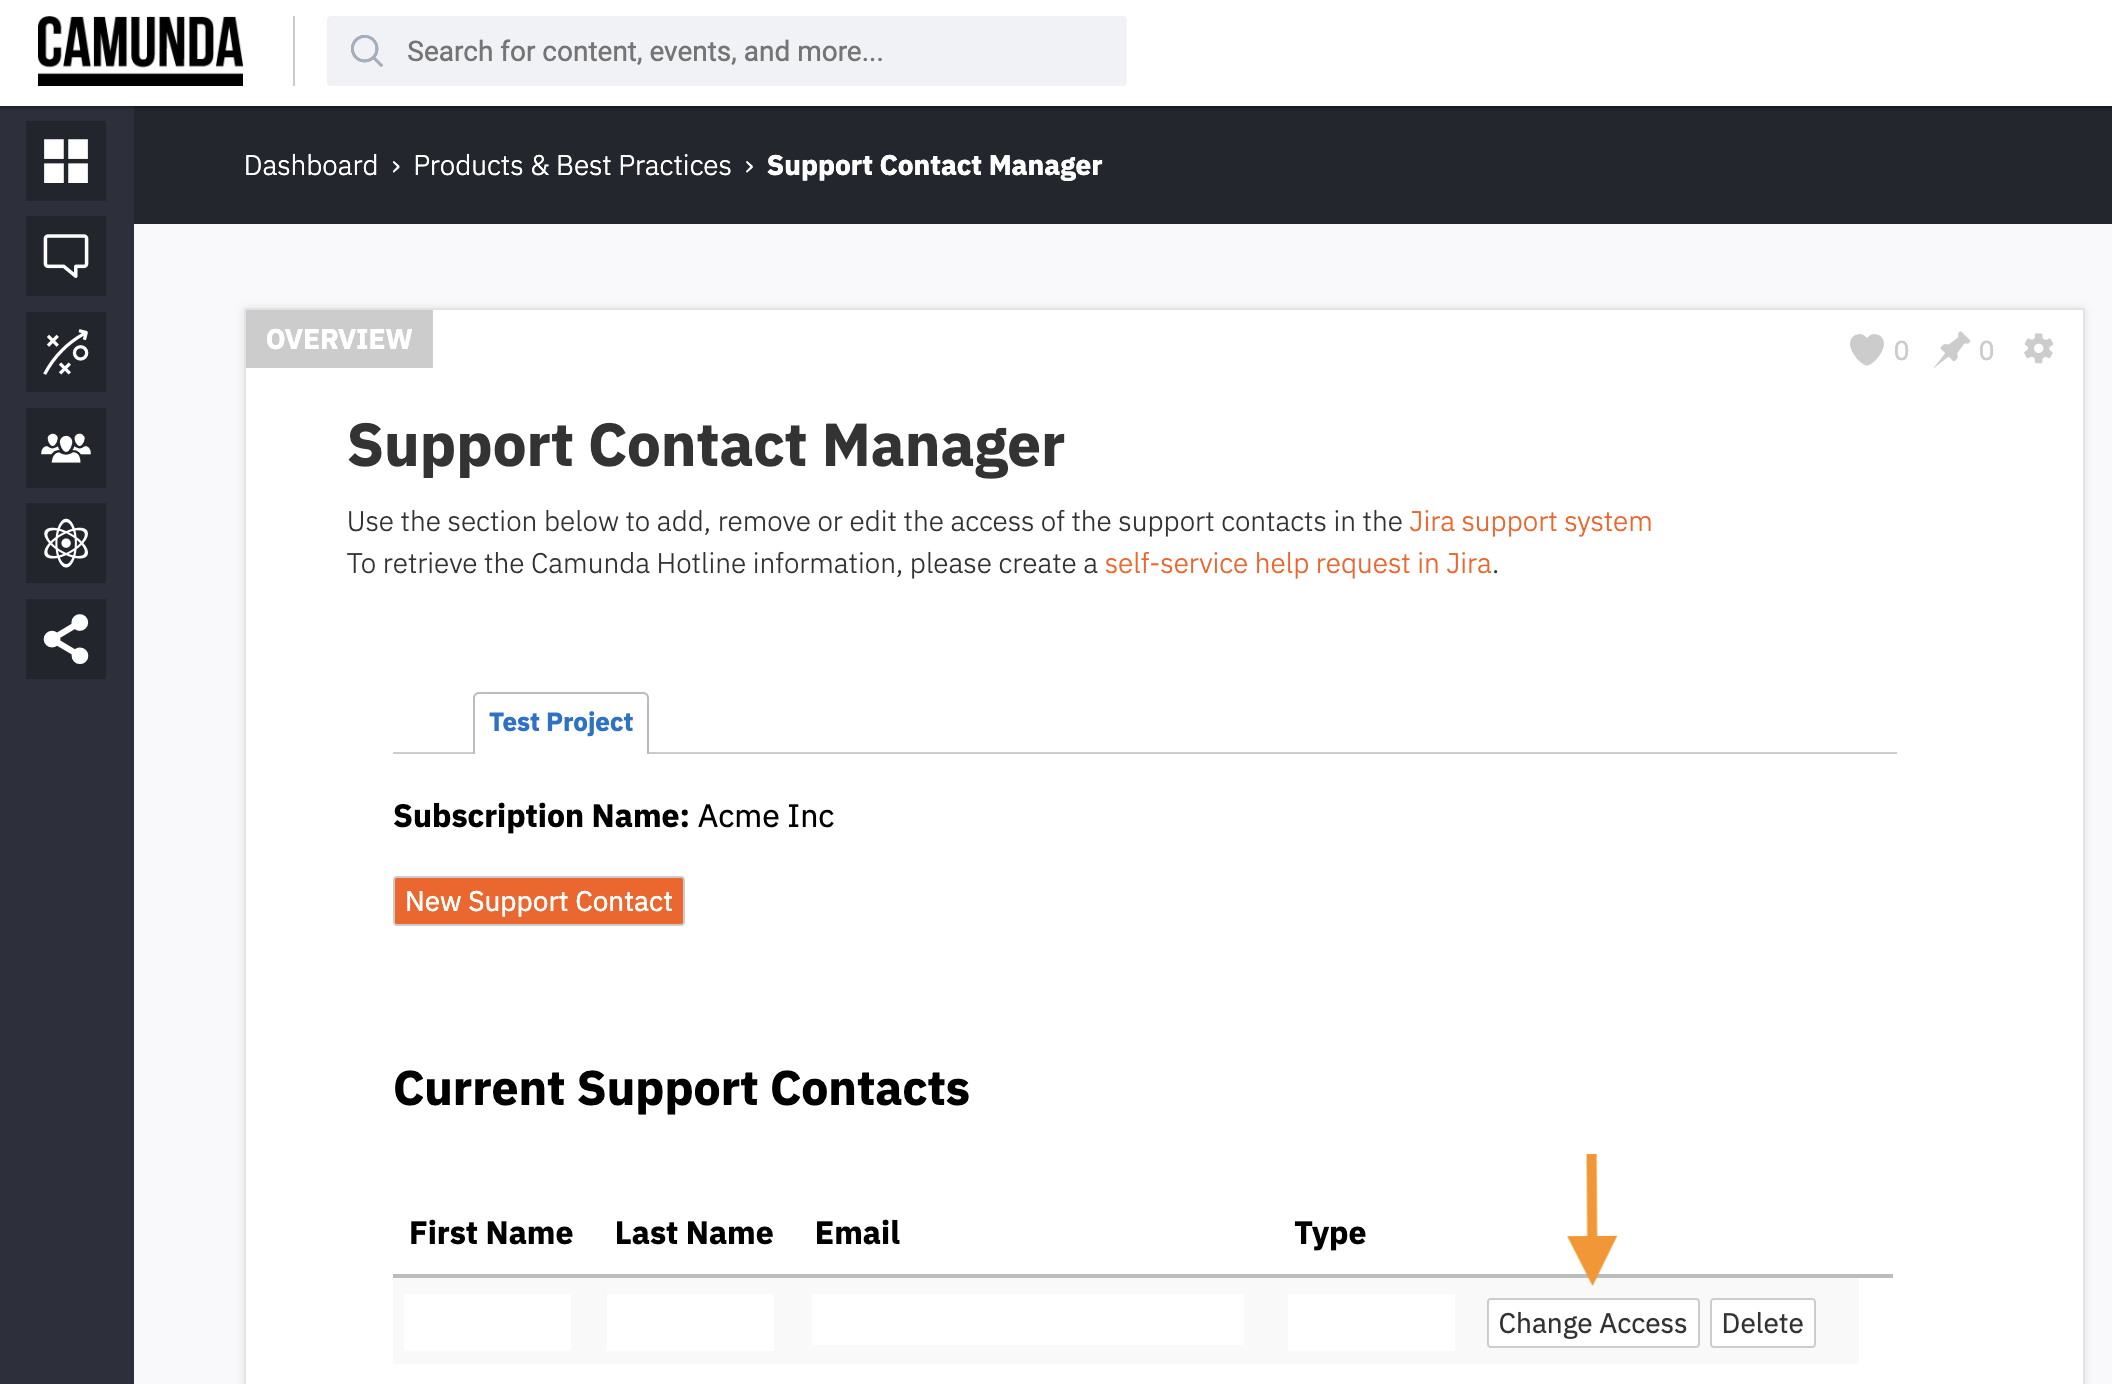 CAMUNDA
Search for content, events, and more...
Dashboard › Products & Best Practices › Support Contact Manager
OVERVIEW
0 0
Support Contact Manager
Use the section below to add, remove or edit the access of the support contacts in the Jira support system
To retrieve the Camunda Hotline information, please create a self-service help request in Jira.
Test Project
Subscription Name: Acme Inc
New Support Contact
Current Support Contacts
First Name Last Name Email Type
Change Access Delete